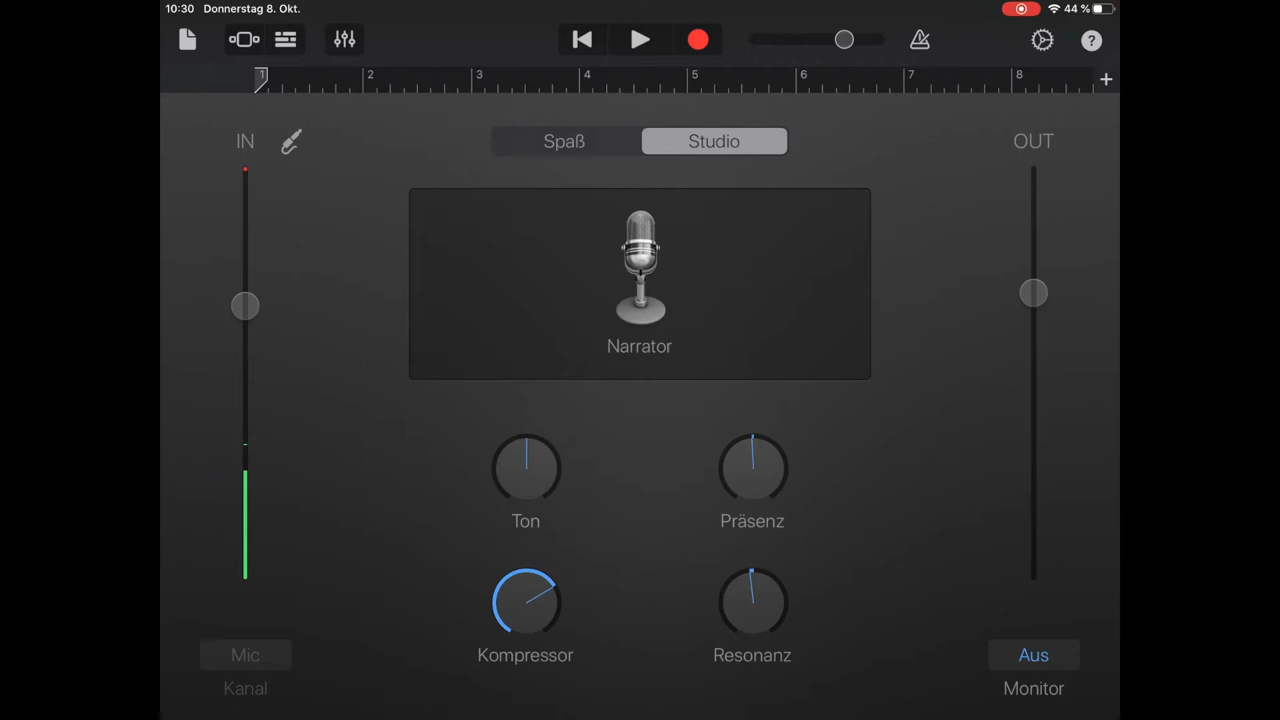 10:30 Donnerstag 8. Okt. 44 %
?
1 2 3 4 5 6 7 8 +
IN Spaß Studio OUT
Narrator
Ton Präsenz
Kompressor Resonanz
Mic Aus
Kanal Monitor